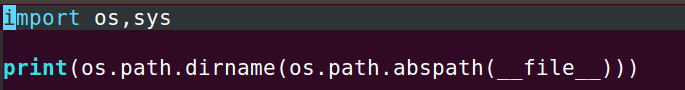 import os,sys
print(os.path.dirname(os.path.abspath(__file__)))